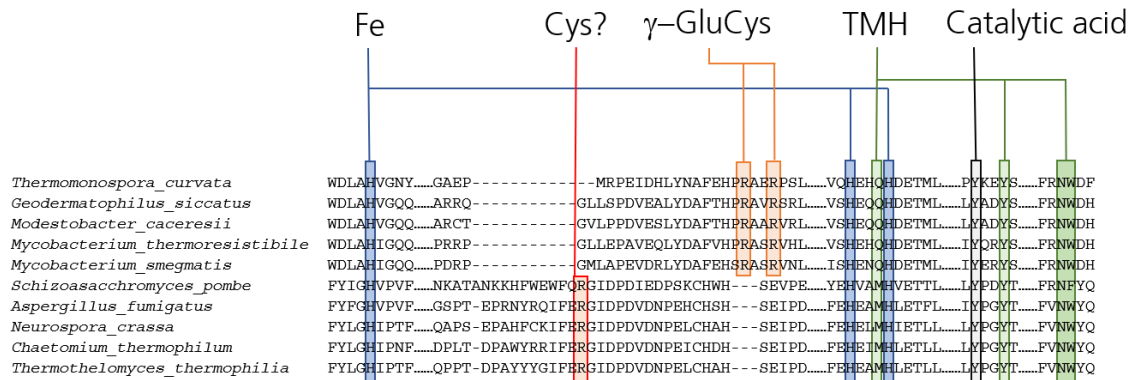 Fe Cys? γ–GluCys TMH Catalytic acid
Thermomonospora_curvata WDLAHVGNY……GAEP--------------MRPEIDHLYNAFEHPRAERPSL……VQHEHQHDETML……PYKEYS……FRNWDF
Geodermatophilus_siccatus WDLAHVGQQ……ARRQ------------GLLSPDVEALYDAFTHPRAVRSRL……VSHEQQHDETML……LYADYS……FRNWDH
Modestobacter_caceresii WDLAHVGQQ……ARCT------------GVLPPDVESLYDAFTHPRAARVRL……VSHEQQHDETML……LYADYS……FRNWDH
Mycobacterium_thermoresistibile WDLAHIGQQ……PRRP------------GLLEPAVEQLYDAFVHPRASRVHL……VSHENQHDETML……IYQRYS……FRNWDH
Mycobacterium_smegmatis WDLAHIGQQ……PDRP------------GMLAPEVDRLYDAFEHSRASRVNL……ISHENQHDETML……IYERYS……FRNWDH
Schizoasacchromyces_pombe FYIGHVPVF……NKATANKKHFWEWFQRGIDPDIEDPSKCHWH---SEVPE……YEHVAMHVETTL……LYPDYT……FRNFYQ
Aspergillus_fumigatus FYFGHVPVF……GSPT-EPRNYRQIFERGIDPDVDNPEHCHSH---SEIPD……FEHEAMHLETFL……IYPGYT……FVNWYQ
Neurospora_crassa FYLGHIPTF……QAPS-EPAHFCKIFERGIDPDVDNPELCHAH---SEIPD……FEHELMHIETLL……LYPGYT……FVNWYQ
Chaetomium_thermophilum FYLGHIPNF……DPLT-DPAWYRRIFERGIDPDVDNPEICHDH---SEIPD……FEHEIMHLETLL……LYPGYT……FVNWYQ
Thermothelomyces_thermophilia FYLGHIPTF……QPPT-DPAYYYGIFERGIDPDVDNPELCHAH---SEIPD……FEHEAMHLETLL……LYPGYT……FVNWYQ